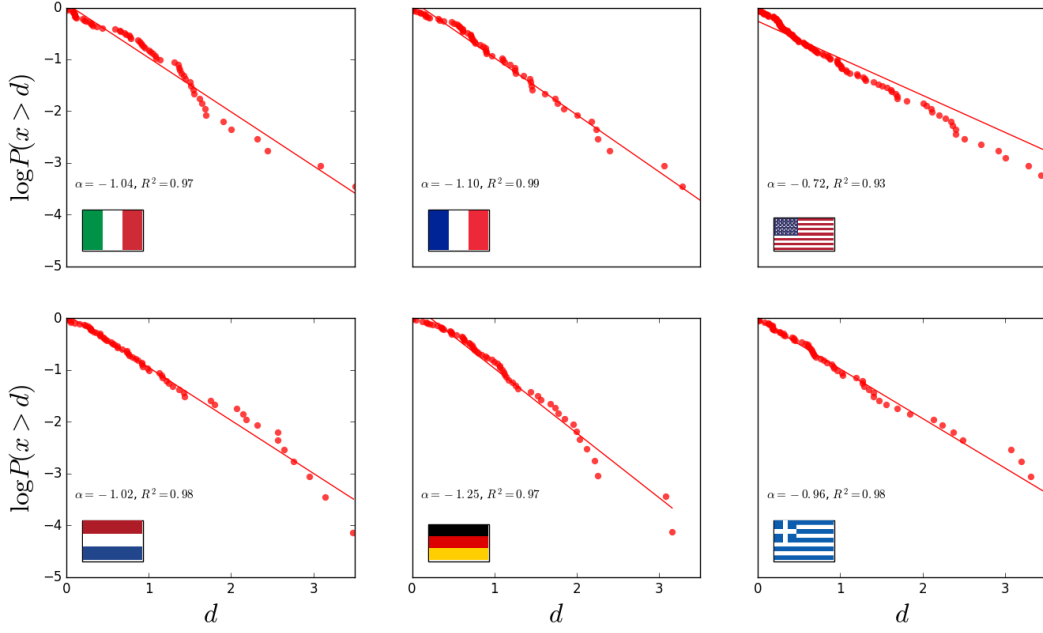 0
−1
−2
−3
−4
−5
log P(x > d)
α = −1.04, R² = 0.97
α = −1.10, R² = 0.99
α = −0.72, R² = 0.93
0
−1
−2
−3
−4
−5
log P(x > d)
α = −1.02, R² = 0.98
α = −1.25, R² = 0.97
α = −0.96, R² = 0.98
0 1 2 3 0 1 2 3 0 1 2 3
d d d